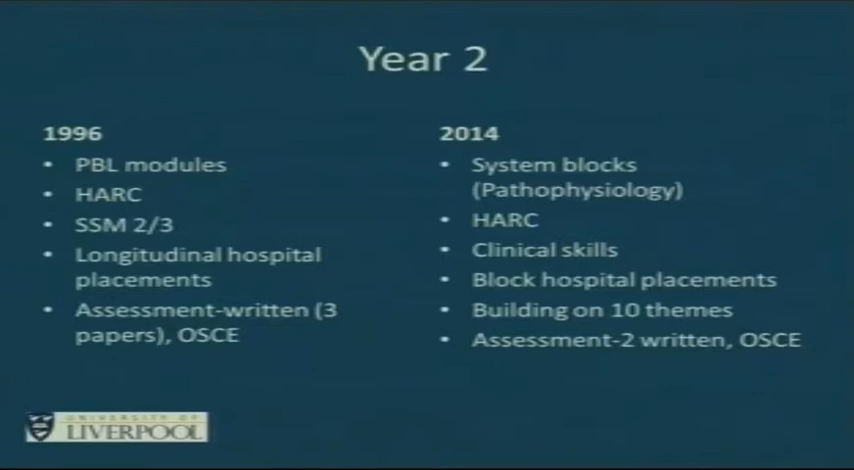 Year 2
1996
• PBL modules
• HARC
• SSM 2/3
• Longitudinal hospital
placements
• Assessment-written (3
papers), OSCE
2014
• System blocks
(Pathophysiology)
• HARC
• Clinical skills
• Block hospital placements
• Building on 10 themes
• Assessment-2 written, OSCE
UNIVERSITY OF
LIVERPOOL